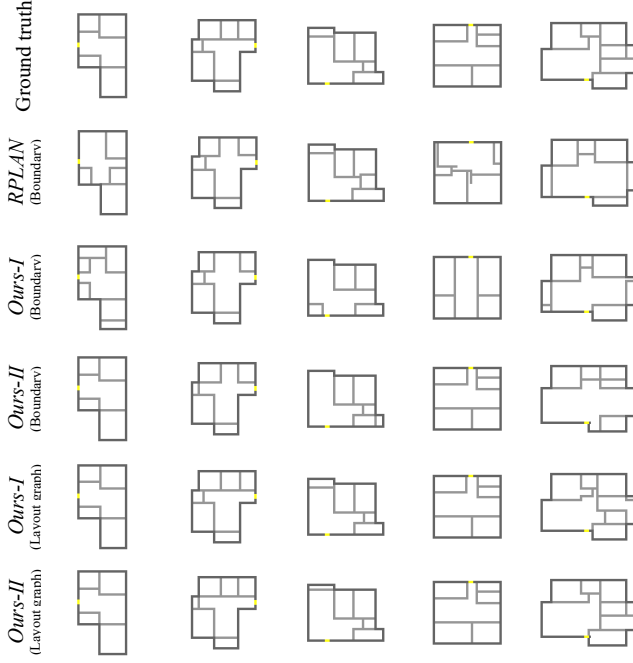 Ground truth
RPLAN
(Boundary)
Ours-I
(Boundary)
Ours-II
(Boundary)
Ours-I
(Layout graph)
Ours-II
(Layout graph)